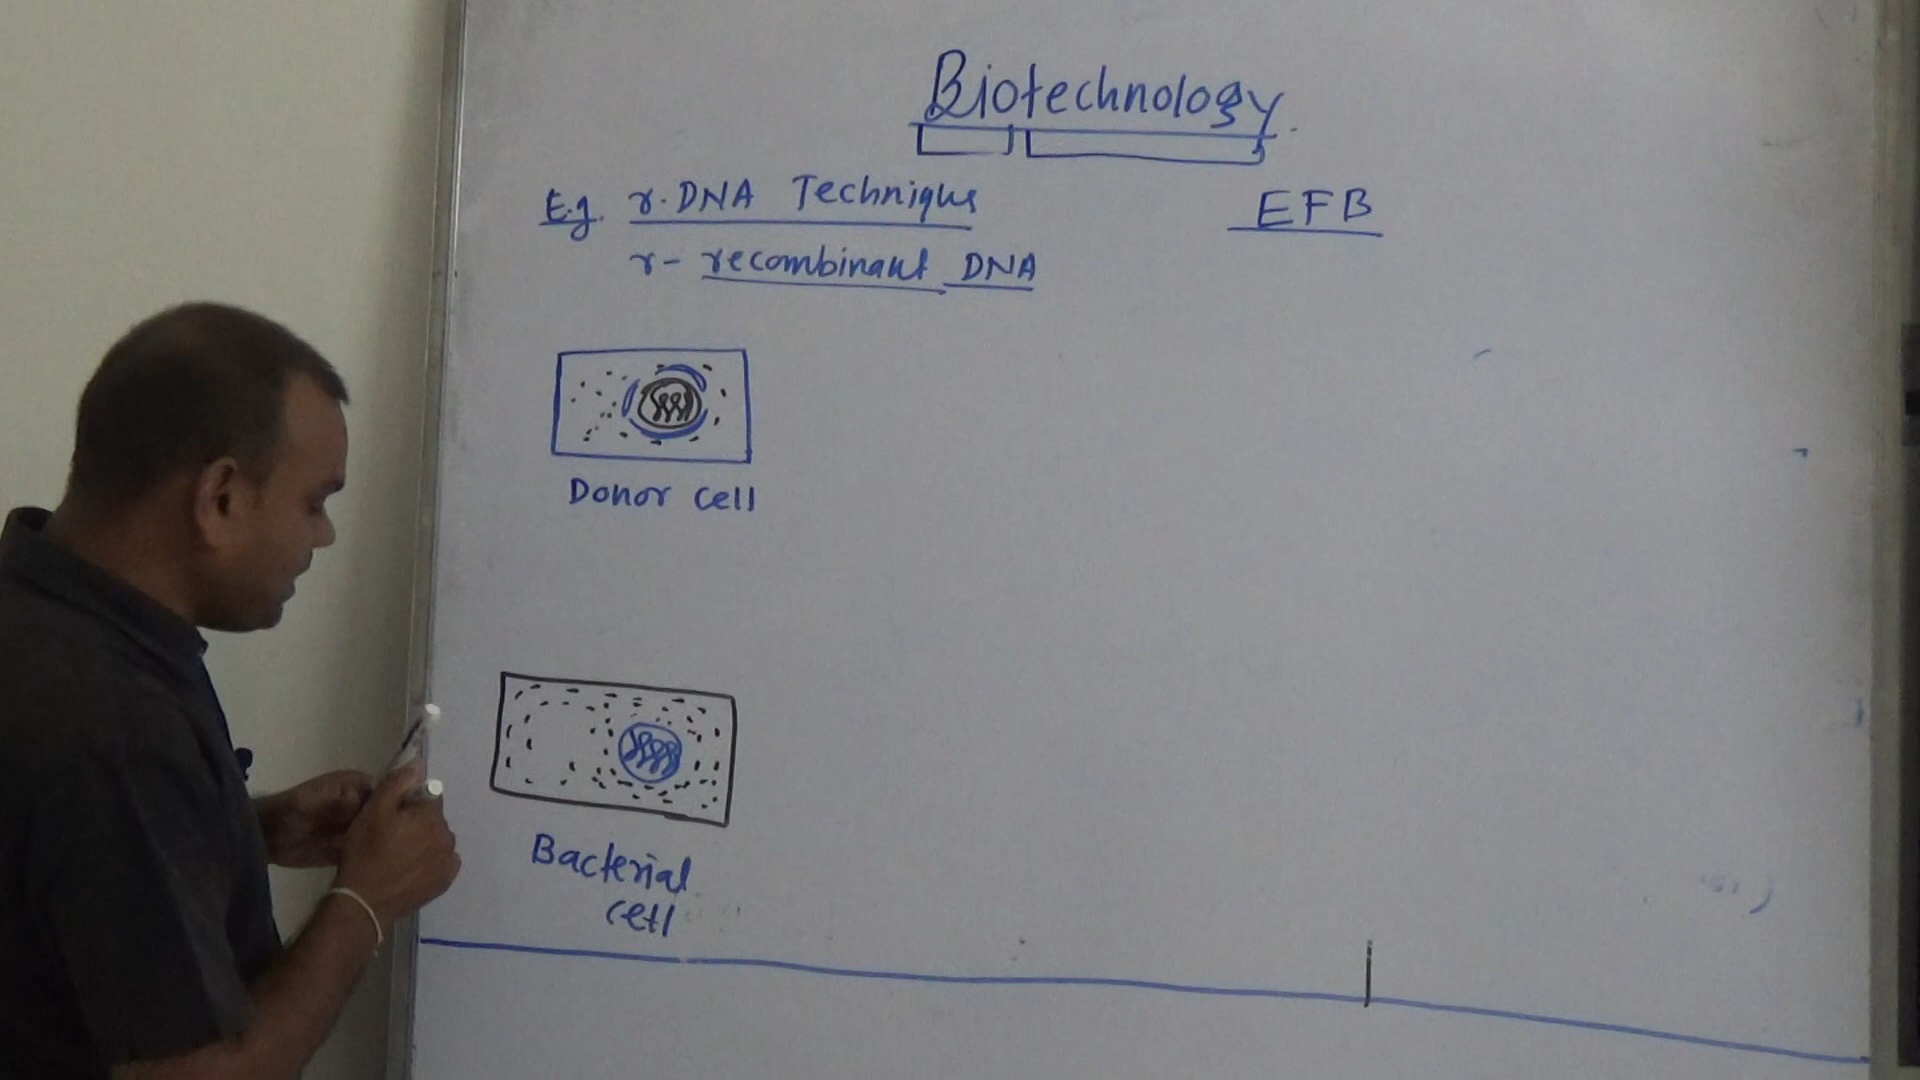 Biotechnology
E.g. r.DNA Technique
EFB
r- recombinant DNA
Donor cell
Bacterial
cell